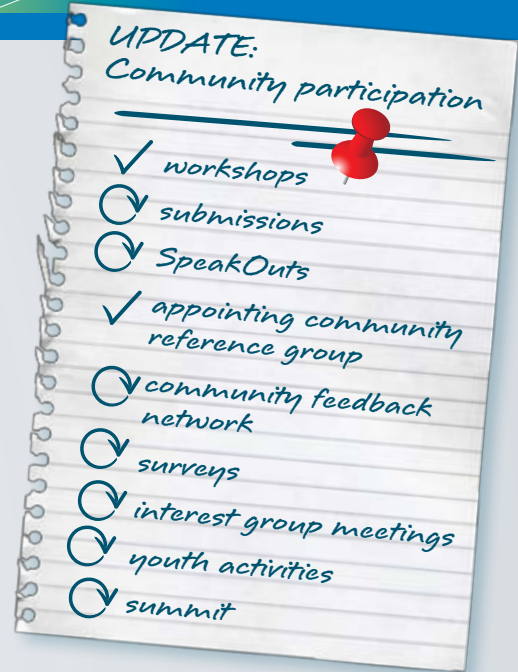 UPDATE:
Community participation
workshops
submissions
SpeakOuts
appointing community
reference group
community feedback
network
surveys
interest group meetings
youth activities
summit